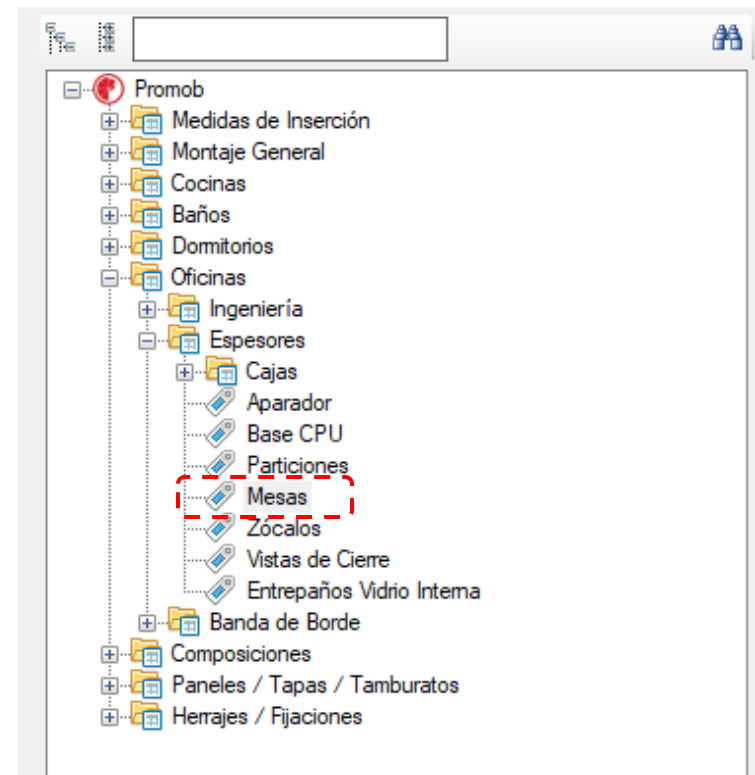 Promob
Medidas de Inserción
Montaje General
Cocinas
Baños
Dormitorios
Oficinas
Ingeniería
Espesores
Cajas
Aparador
Base CPU
Particiones
Mesas
Zócalos
Vistas de Cierre
Entrepaños Vidrio Interna
Banda de Borde
Composiciones
Paneles / Tapas / Tamburatos
Herrajes / Fijaciones